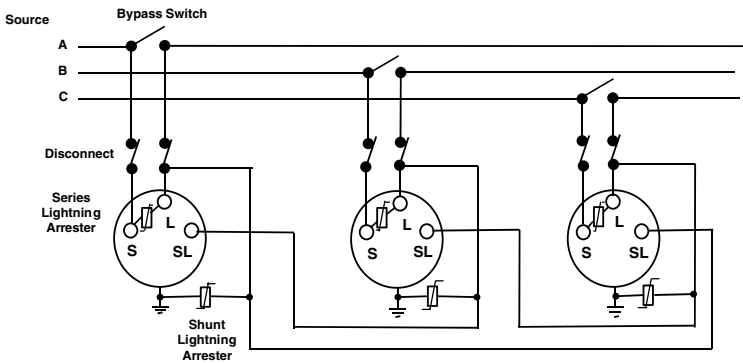 Bypass Switch
Source
A
B
C
Disconnect
Series
Lightning
Arrester
L
S
SL
L
S
SL
L
S
SL
Shunt
Lightning
Arrester